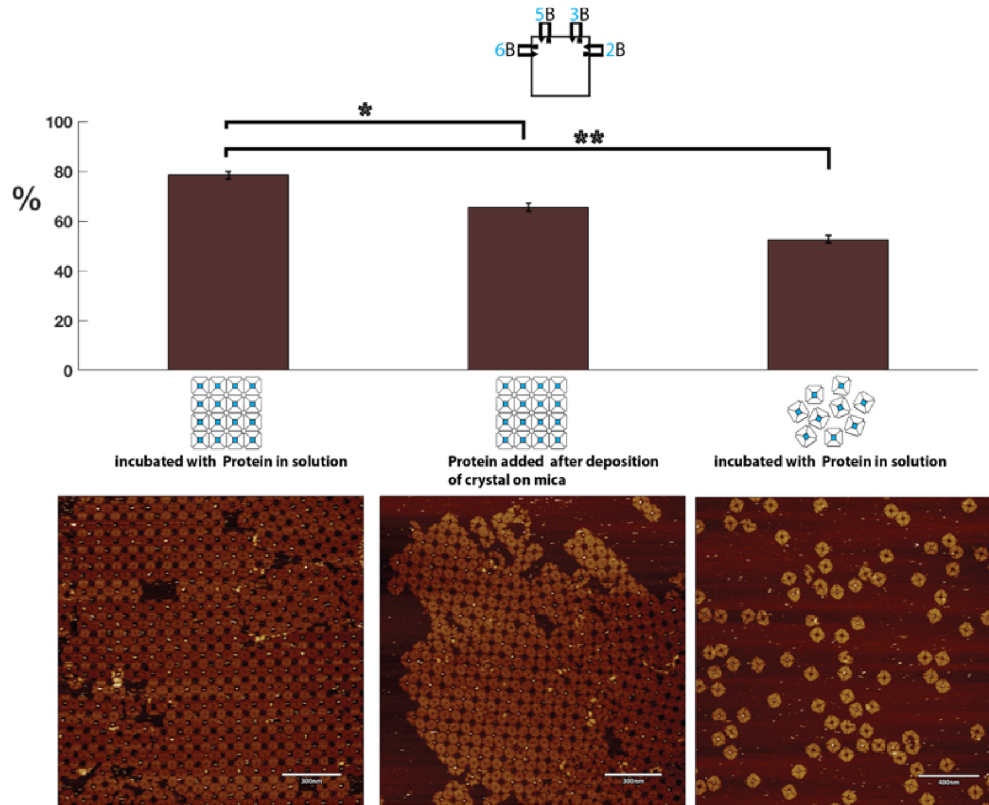 5B 3B
6B 2B
*
**
100
80
%
60
40
20
0
incubated with Protein in solution
Protein added after deposition
of crystal on mica
incubated with Protein in solution
300nm
300nm
400nm